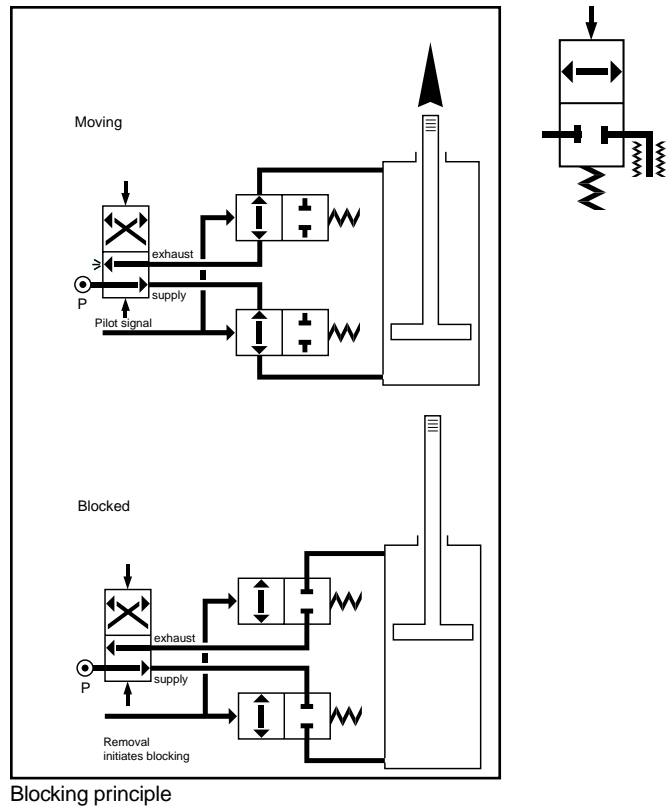 Moving
exhaust
P
supply
Pilot signal
Blocked
exhaust
P
supply
Removal
initiates blocking
Blocking principle